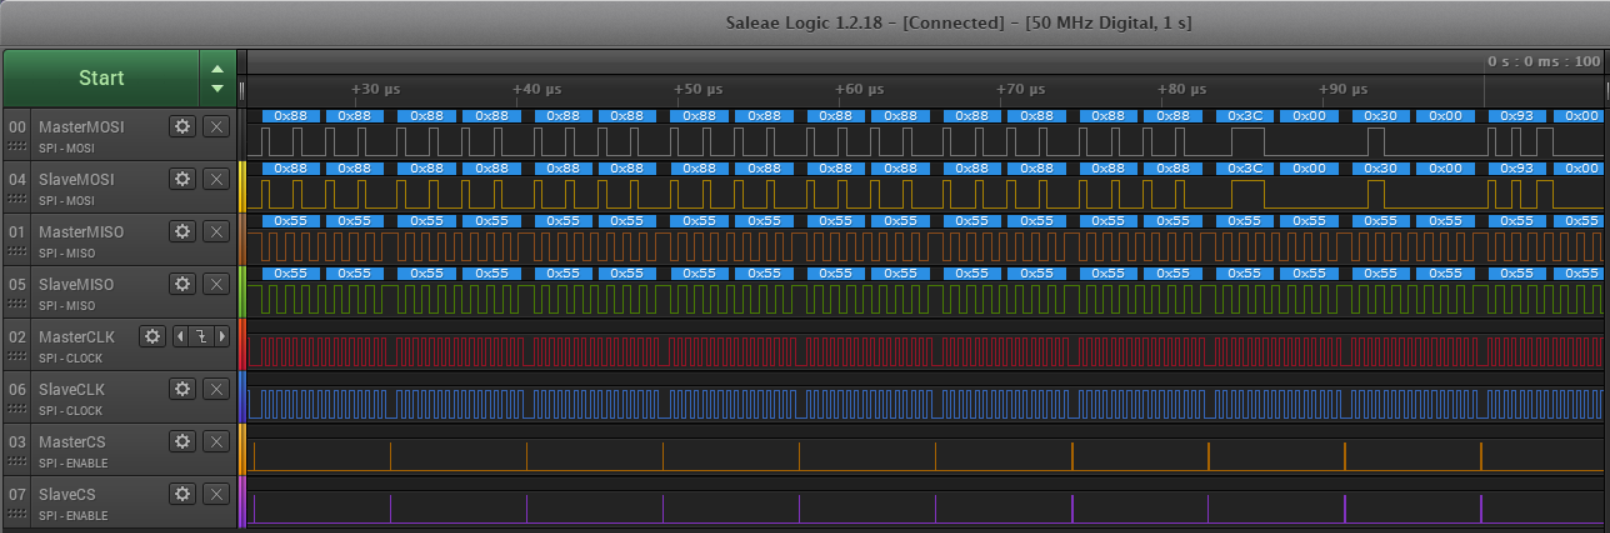 Saleae Logic 1.2.18 - [Connected] - [50 MHz Digital, 1 s]
Start
0 s : 0 ms : 100
+30 µs +40 µs +50 µs +60 µs +70 µs +80 µs +90 µs
00 MasterMOSI
SPI - MOSI
0x88 0x88 0x88 0x88 0x88 0x88 0x88 0x88 0x88 0x88 0x88 0x88 0x88 0x88 0x3C 0x00 0x30 0x00 0x93 0x00
04 SlaveMOSI
SPI - MOSI
0x88 0x88 0x88 0x88 0x88 0x88 0x88 0x88 0x88 0x88 0x88 0x88 0x88 0x88 0x3C 0x00 0x30 0x00 0x93 0x00
01 MasterMISO
SPI - MISO
0x55 0x55 0x55 0x55 0x55 0x55 0x55 0x55 0x55 0x55 0x55 0x55 0x55 0x55 0x55 0x55 0x55 0x55 0x55 0x55
05 SlaveMISO
SPI - MISO
0x55 0x55 0x55 0x55 0x55 0x55 0x55 0x55 0x55 0x55 0x55 0x55 0x55 0x55 0x55 0x55 0x55 0x55 0x55 0x55
02 MasterCLK
SPI - CLOCK
06 SlaveCLK
SPI - CLOCK
03 MasterCS
SPI - ENABLE
07 SlaveCS
SPI - ENABLE